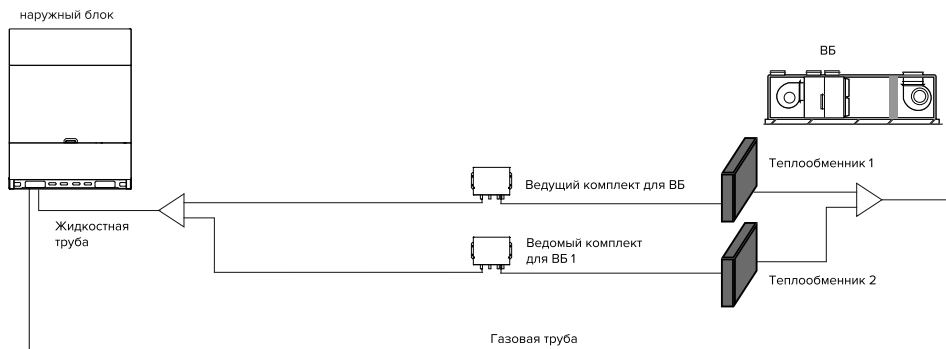 наружный блок
ВБ
Теплообменник 1
Ведущий комплект для ВБ
Жидкостная
труба
Ведомый комплект
для ВБ 1
Теплообменник 2
Газовая труба